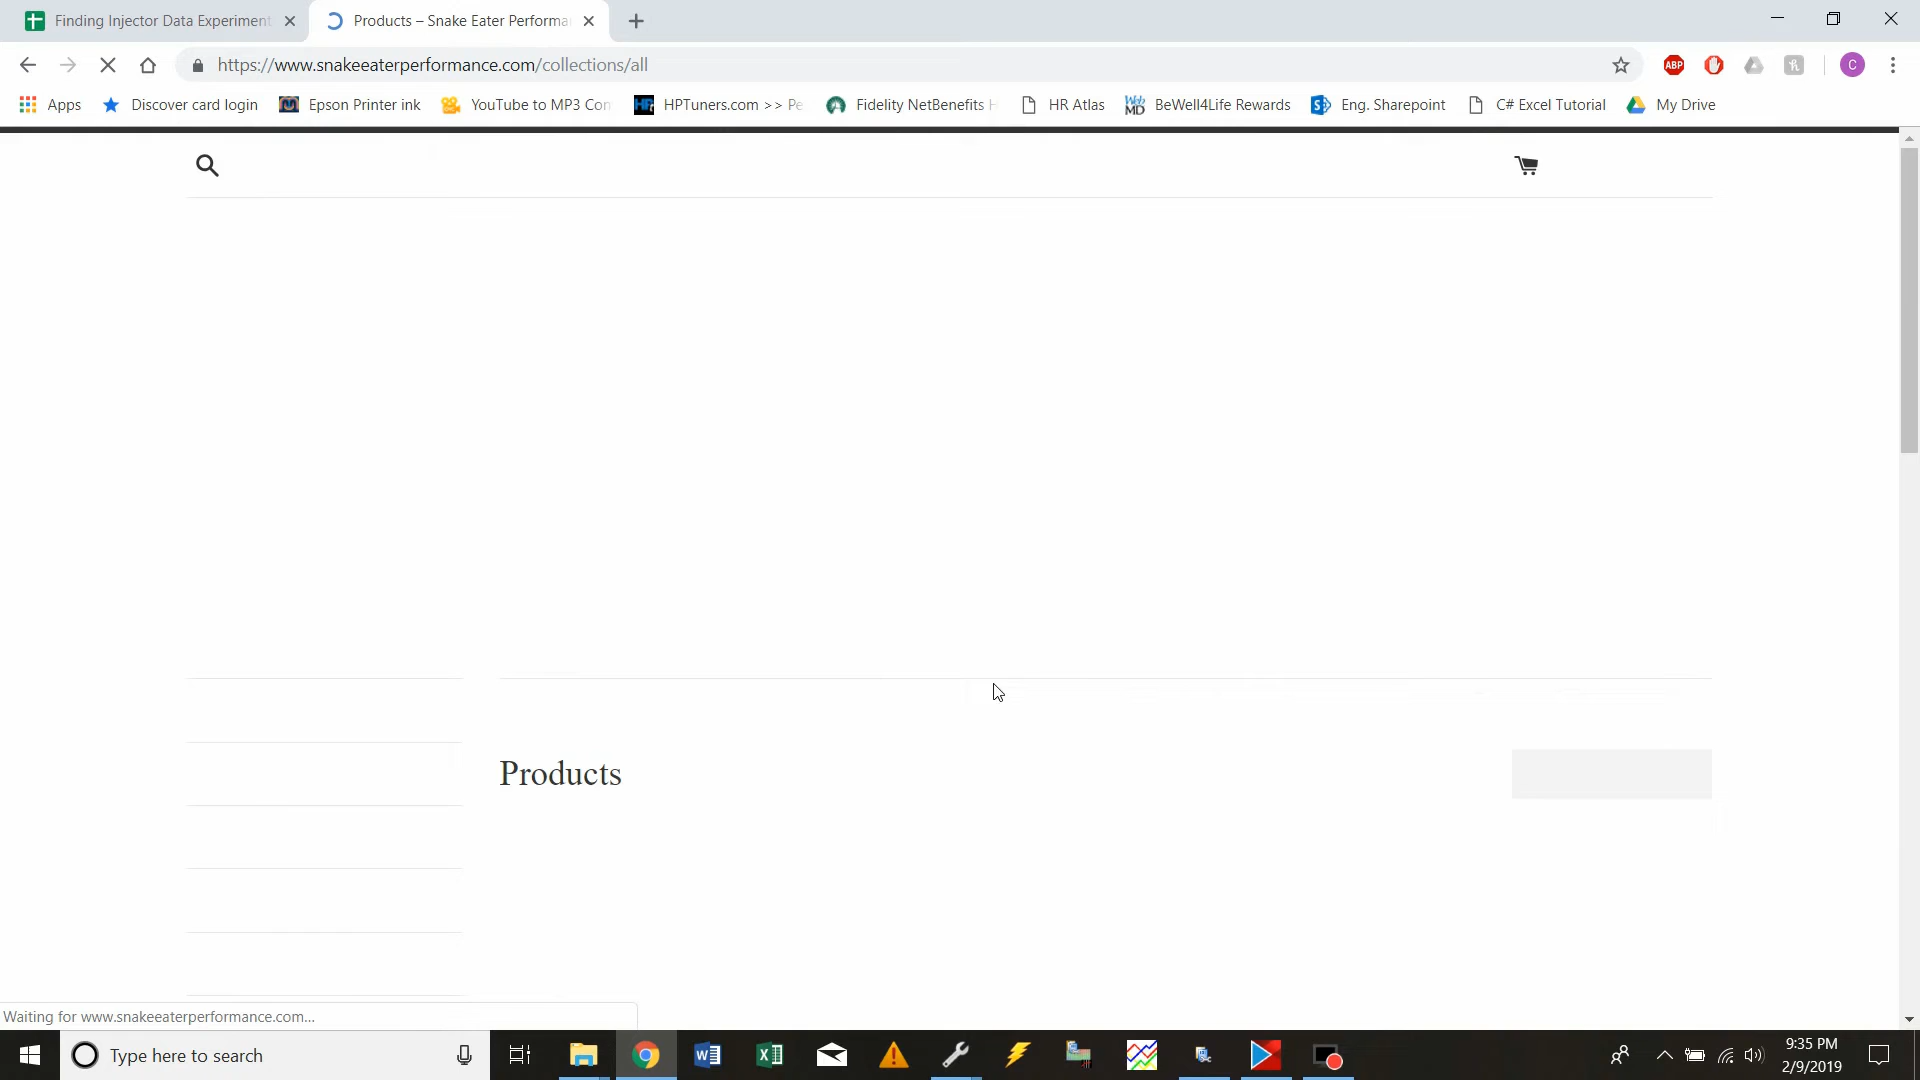 Finding Injector Data Experiment
Products – Snake Eater Performa
https://www.snakeeaterperformance.com/collections/all
ABP
C
Apps
Discover card login
Epson Printer ink
YouTube to MP3 Con
HPTuners.com >> Pe
Fidelity NetBenefits H
HR Atlas
BeWell4Life Rewards
Eng. Sharepoint
C# Excel Tutorial
My Drive
Products
Waiting for www.snakeeaterperformance.com...
Type here to search
9:35 PM
2/9/2019